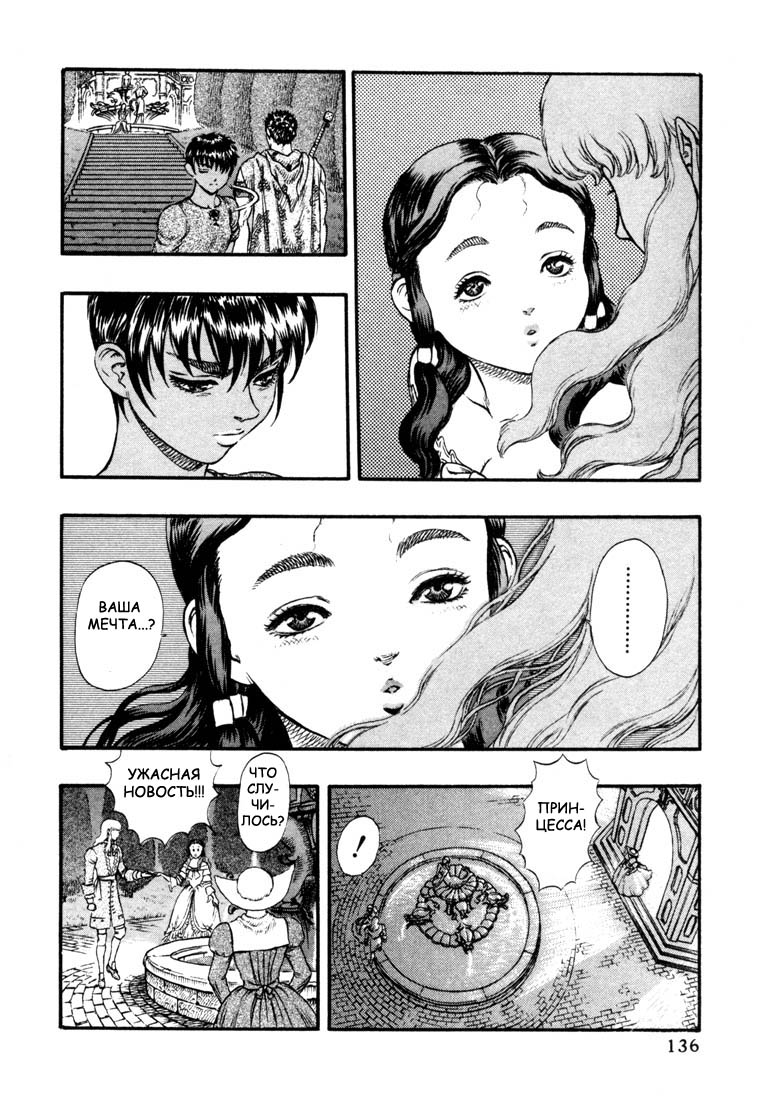 ...........
ВАША
МЕЧТА...?
ПРИН-
ЦЕССА!
!
ЧТО
СЛУ-
ЧИ-
ЛОСЬ?
УЖАСНАЯ
НОВОСТЬ!!!
136